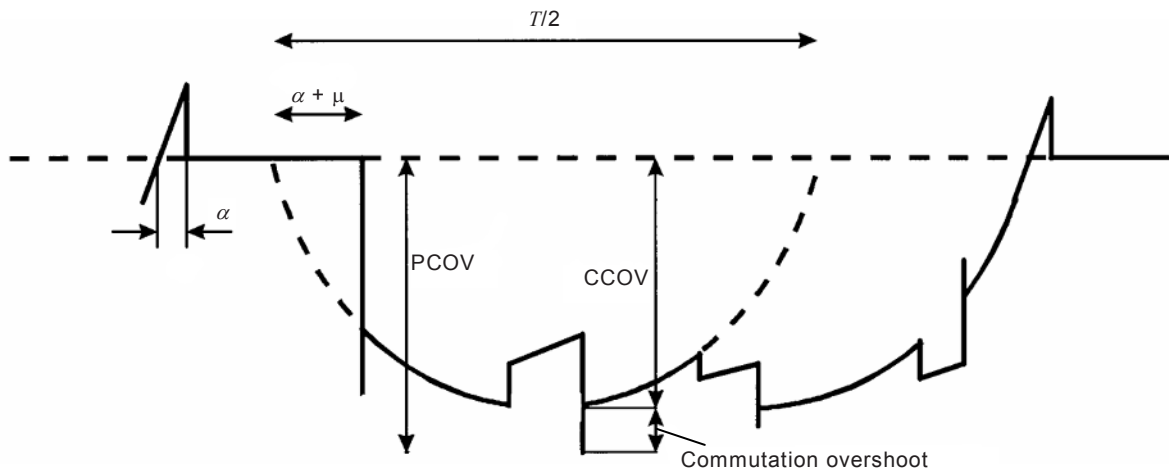 T/2
α + μ
α
PCOV
CCOV
Commutation overshoot